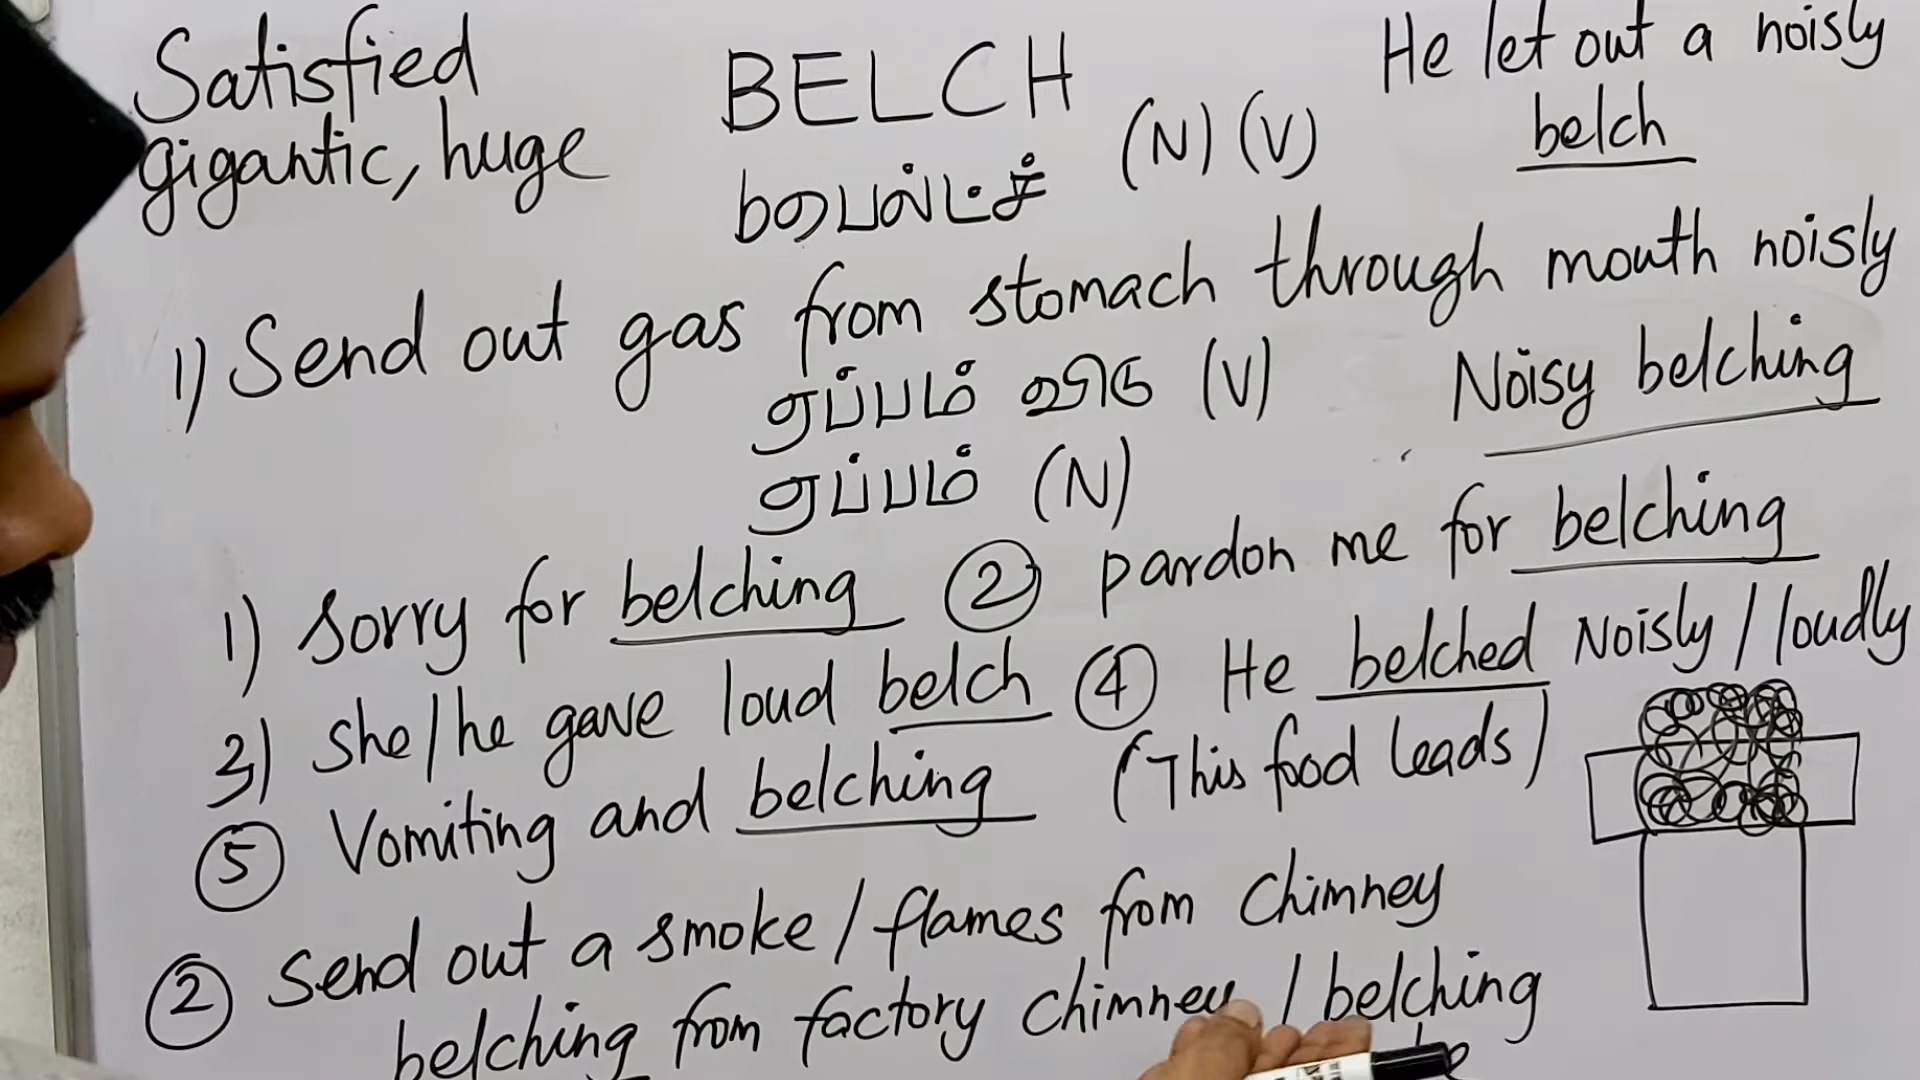 Satisfied
gigantic, huge
BELCH
பெல்ட்ச் (N) (V)
He let out a noisly
belch
1) Send out gas from stomach through mouth noisly
ஏப்பம் விடு (V)
Noisy belching
ஏப்பம் (N)
1) Sorry for belching ② pardon me for belching
3) she/he gave loud belch ④ He belched Noisly / loudly
⑤ Vomiting and belching (This food leads)
② Send out a smoke / flames from Chimney
belching from factory chimney / belching